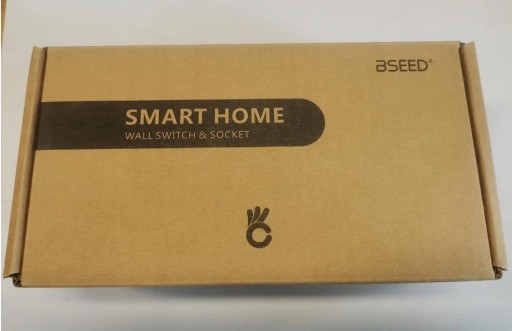 BSEED®
SMART HOME
WALL SWITCH & SOCKET